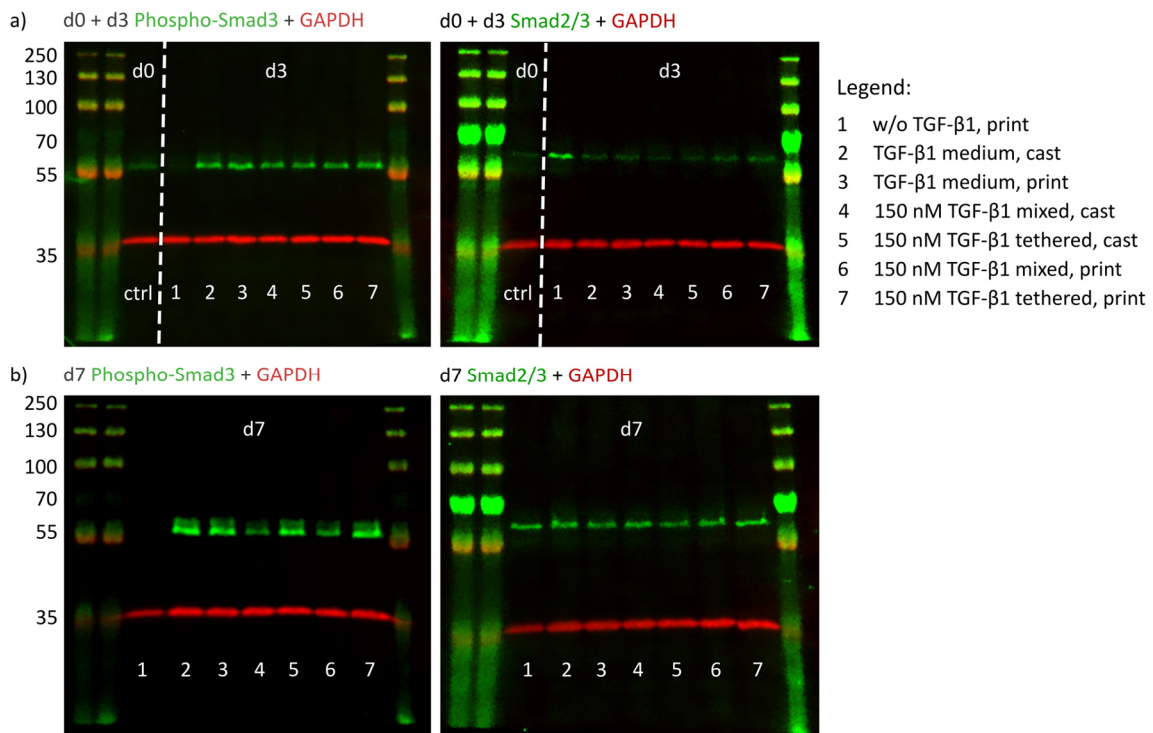 a) d0 + d3 Phospho-Smad3 + GAPDH
d0 + d3 Smad2/3 + GAPDH
250
130
100
70
55
35
d0 d3
ctrl 1 2 3 4 5 6 7
d0 d3
ctrl 1 2 3 4 5 6 7
Legend:
1 w/o TGF-β1, print
2 TGF-β1 medium, cast
3 TGF-β1 medium, print
4 150 nM TGF-β1 mixed, cast
5 150 nM TGF-β1 tethered, cast
6 150 nM TGF-β1 mixed, print
7 150 nM TGF-β1 tethered, print
b) d7 Phospho-Smad3 + GAPDH
d7 Smad2/3 + GAPDH
250
130
100
70
55
35
d7
1 2 3 4 5 6 7
d7
1 2 3 4 5 6 7